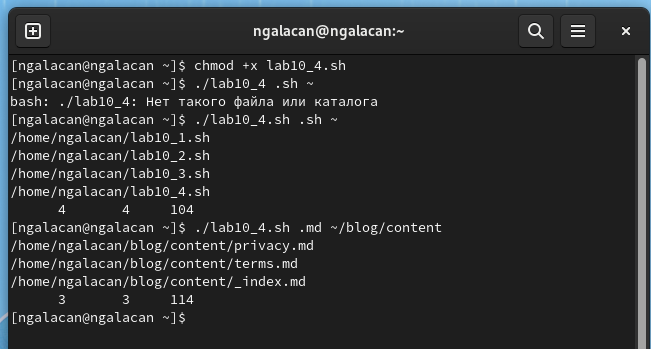 ngalacan@ngalacan:~
[ngalacan@ngalacan ~]$ chmod +x lab10_4.sh
[ngalacan@ngalacan ~]$ ./lab10_4 .sh ~
bash: ./lab10_4: Нет такого файла или каталога
[ngalacan@ngalacan ~]$ ./lab10_4.sh .sh ~
/home/ngalacan/lab10_1.sh
/home/ngalacan/lab10_2.sh
/home/ngalacan/lab10_3.sh
/home/ngalacan/lab10_4.sh
      4       4     104
[ngalacan@ngalacan ~]$ ./lab10_4.sh .md ~/blog/content
/home/ngalacan/blog/content/privacy.md
/home/ngalacan/blog/content/terms.md
/home/ngalacan/blog/content/_index.md
      3       3     114
[ngalacan@ngalacan ~]$